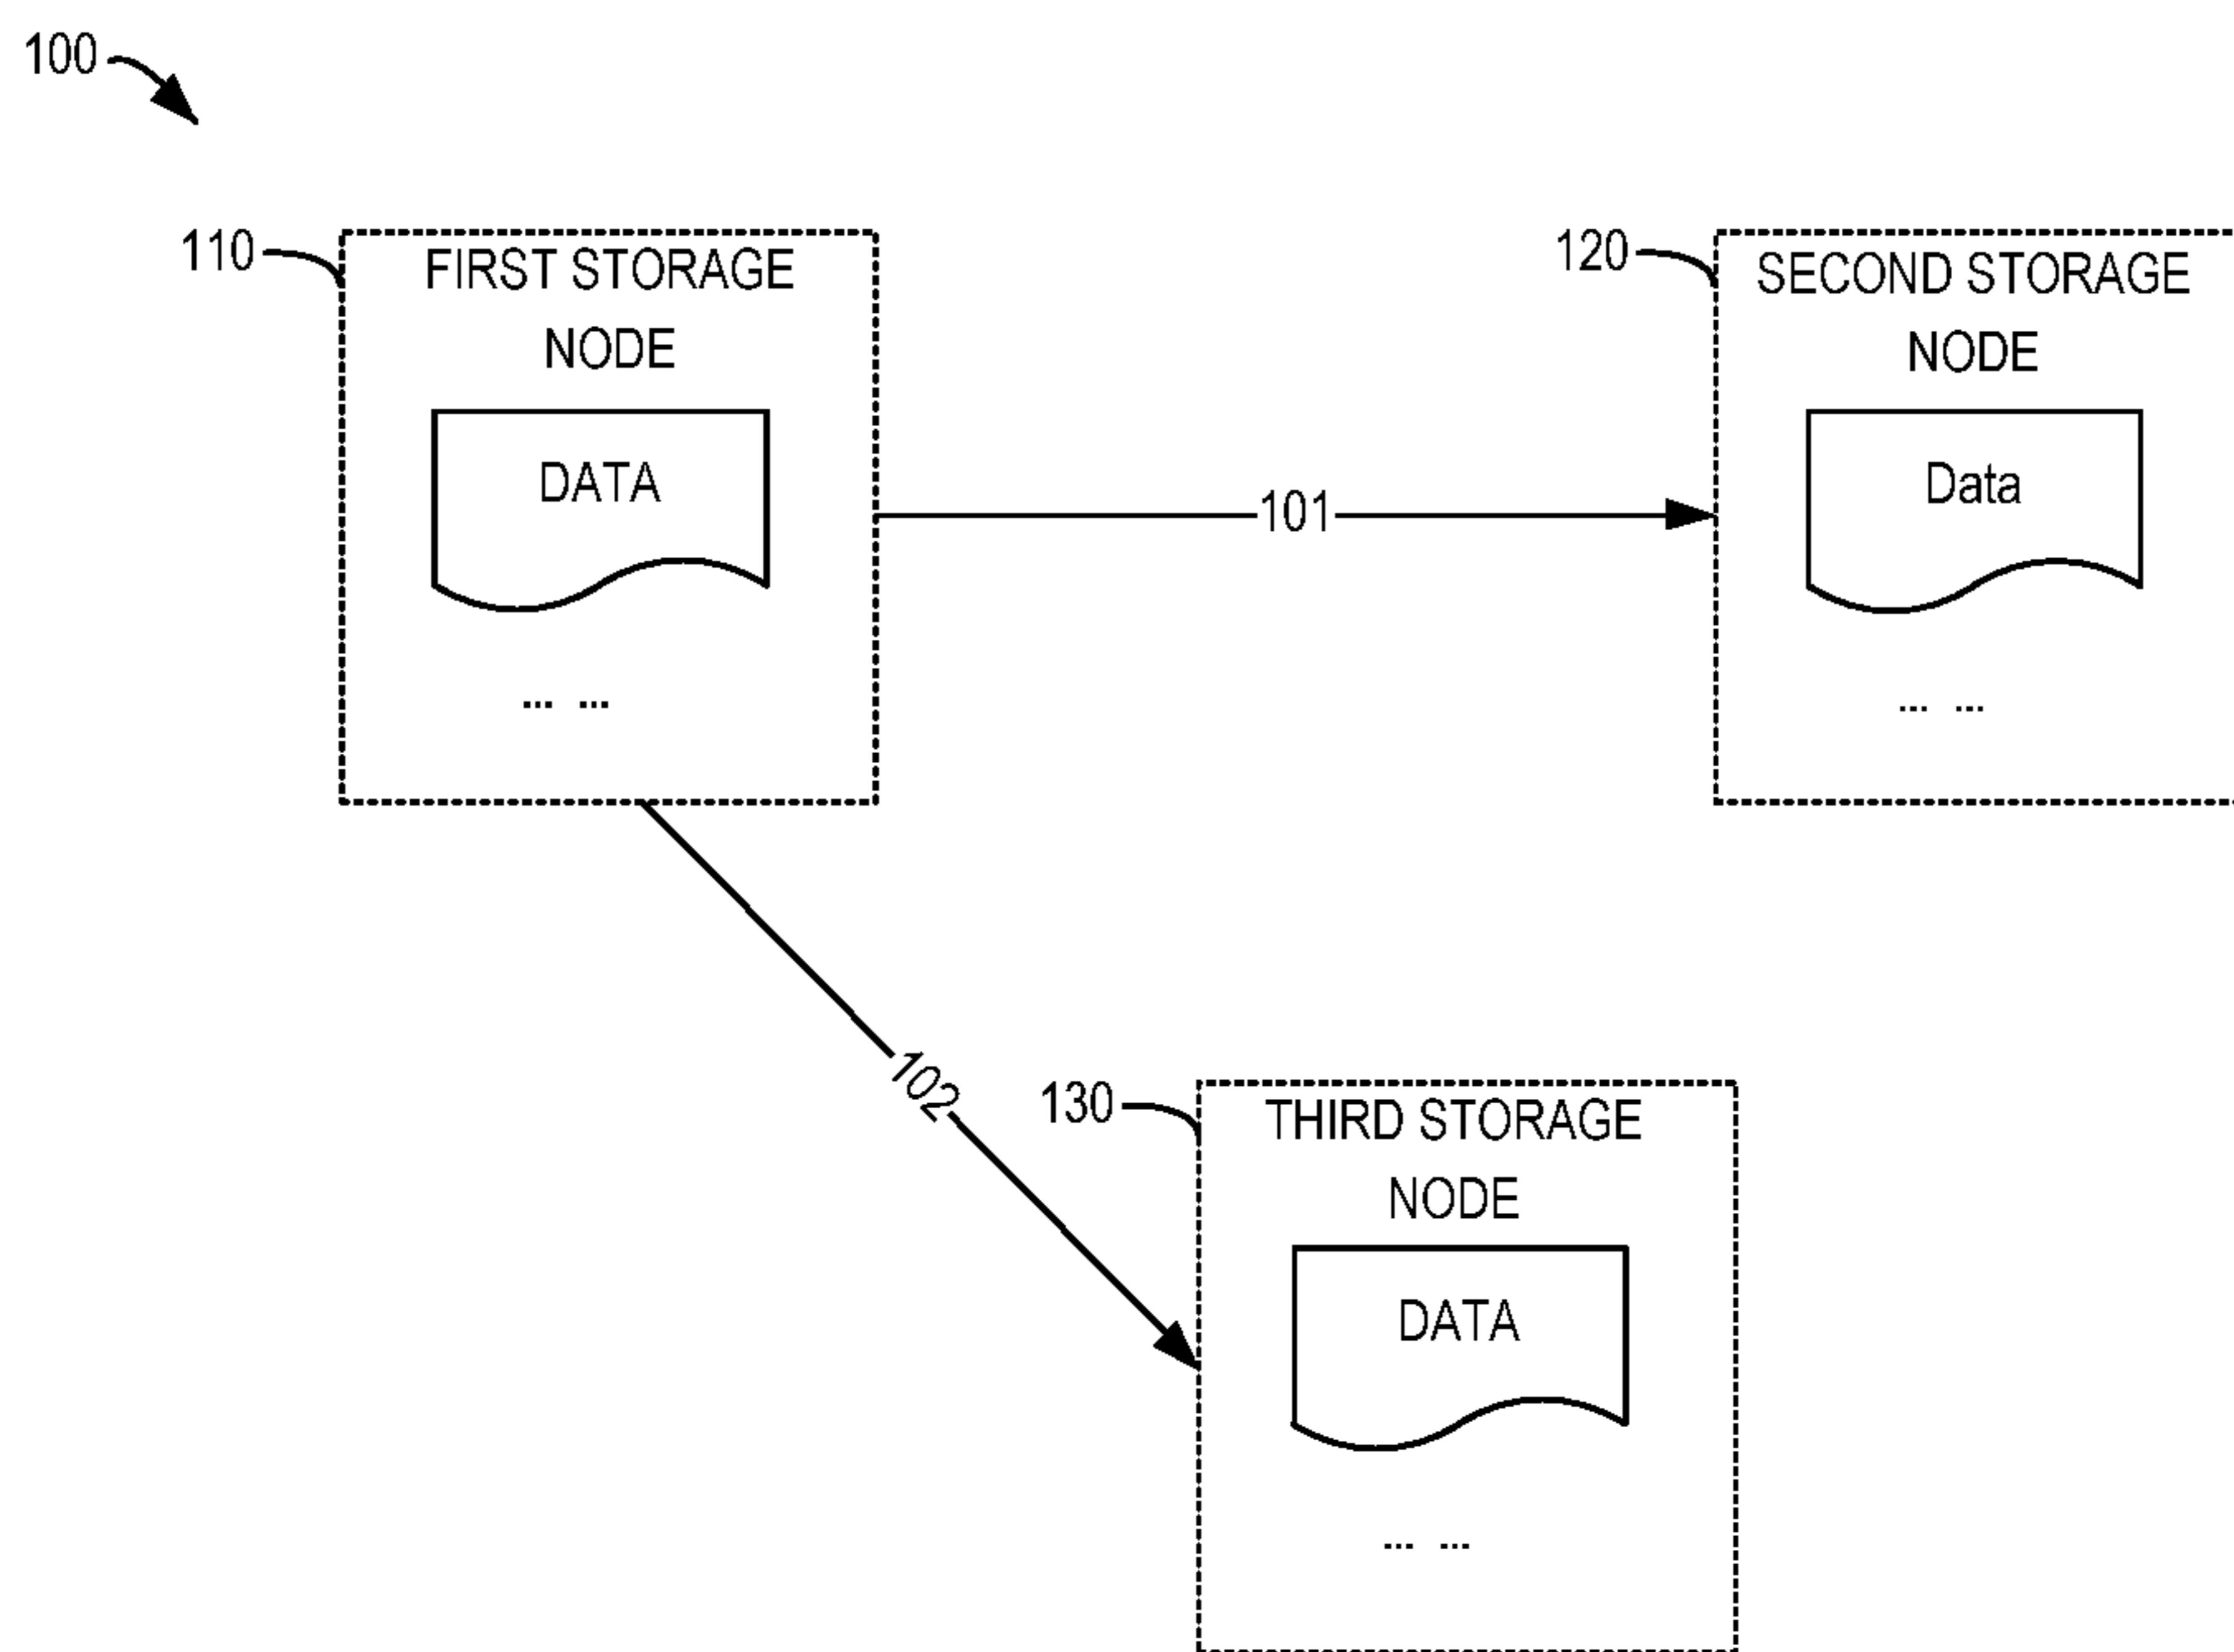 100
110
FIRST STORAGE
NODE
DATA
... ...
101
120
SECOND STORAGE
NODE
Data
... ...
102
130
THIRD STORAGE
NODE
DATA
... ...